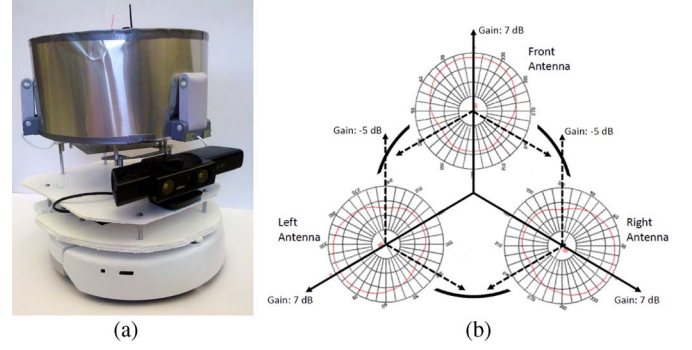 Gain: 7 dB
Front
Antenna
Gain: -5 dB
Gain: -5 dB
Left
Antenna
Right
Antenna
Gain: 7 dB
Gain: 7 dB
(a)
(b)